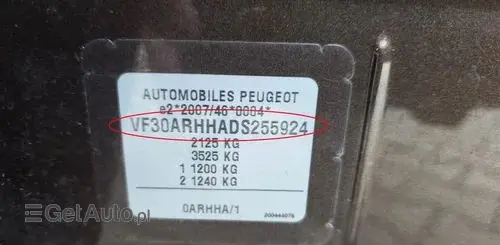 AUTOMOBILES PEUGEOT
e2*2007/46*0004*
VF30ARHHADS255924
2125 KG
3525 KG
1 1200 KG
2 1240 KG
0ARHHA/1
GetAuto.pl